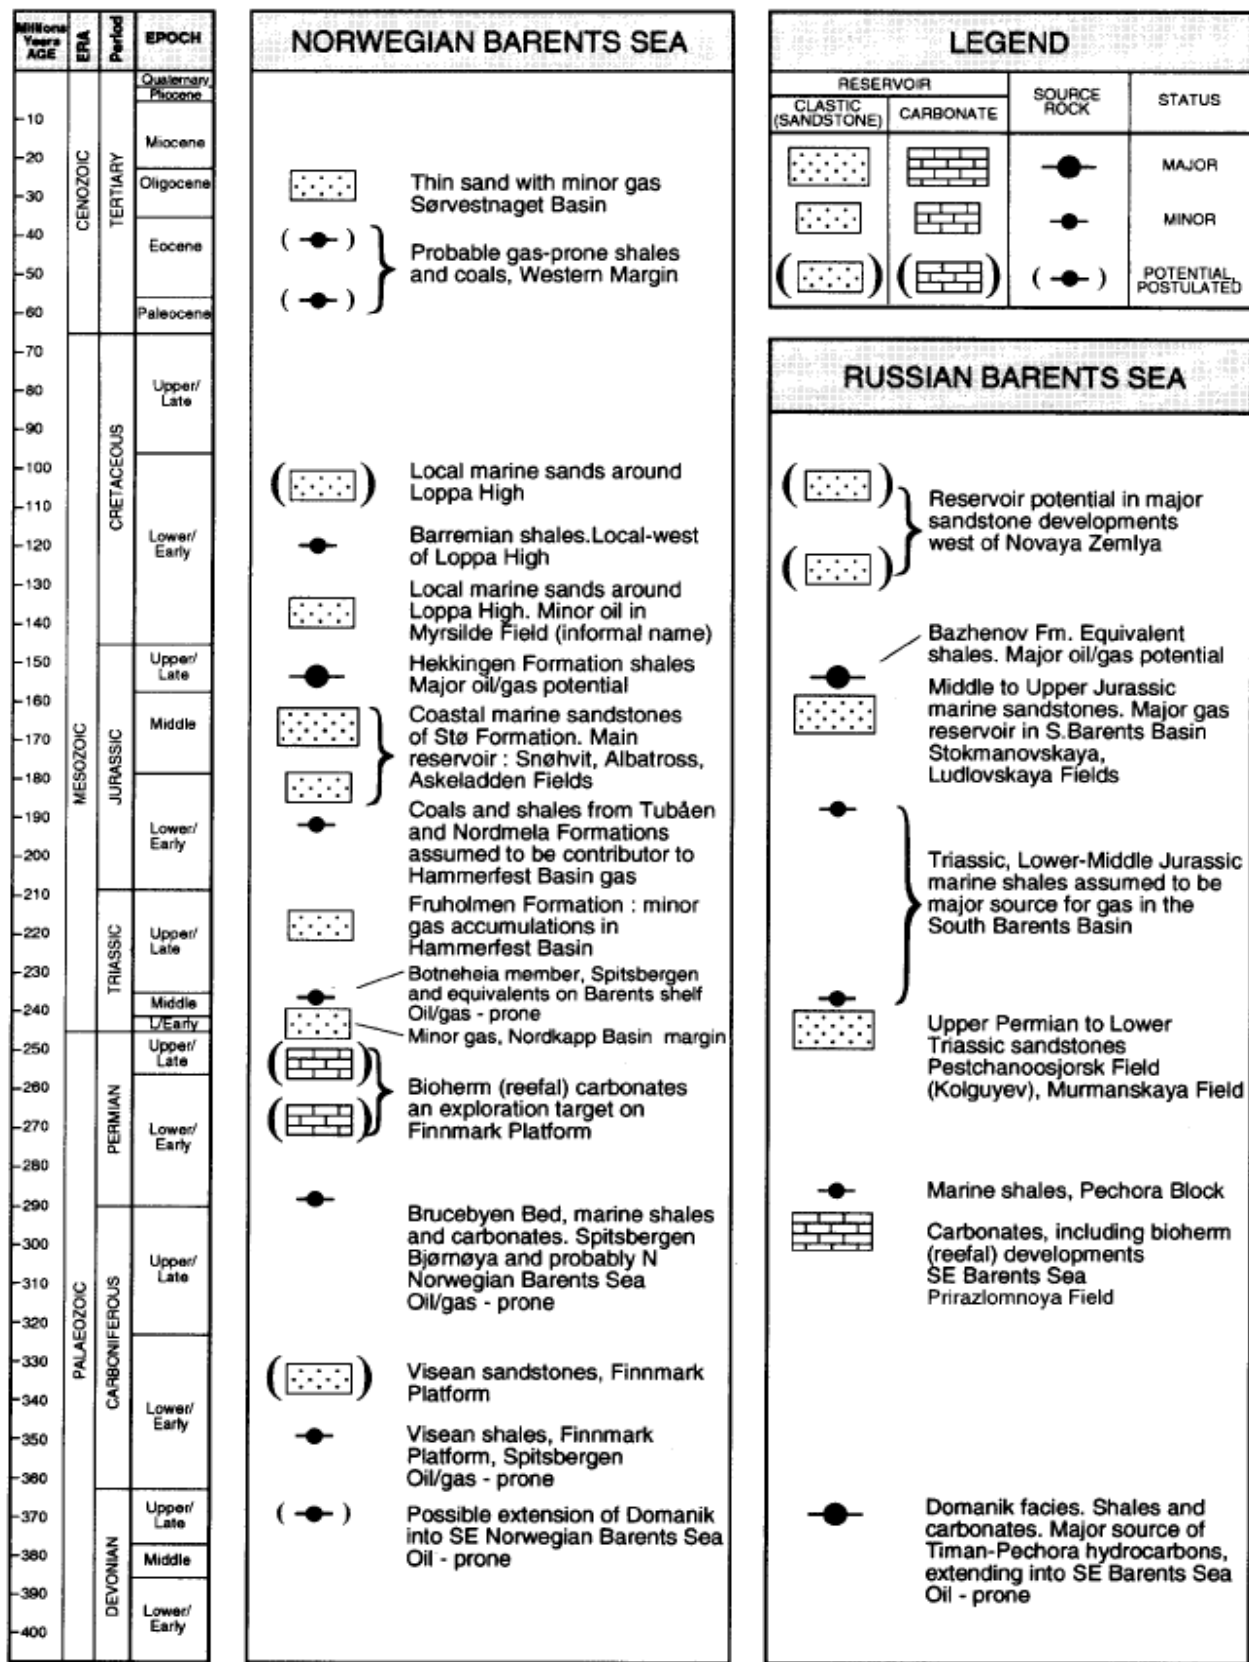 Millions
Years
AGE
ERA
Period
EPOCH
10
20
30
40
50
60
70
80
90
100
110
120
130
140
150
160
170
180
190
200
210
220
230
240
250
260
270
280
290
300
310
320
330
340
350
360
370
380
390
400
CENOZOIC
MESOZOIC
PALAEOZOIC
TERTIARY
CRETACEOUS
JURASSIC
TRIASSIC
PERMIAN
CARBONIFEROUS
DEVONIAN
Quaternary
Pliocene
Miocene
Oligocene
Eocene
Paleocene
Upper/
Late
Lower/
Early
Upper/
Late
Middle
Lower/
Early
Upper/
Late
Middle
L/Early
Upper/
Late
Lower/
Early
Upper/
Late
Lower/
Early
Upper/
Late
Middle
Lower/
Early
NORWEGIAN BARENTS SEA
Thin sand with minor gas
Sørvestnaget Basin
( )
Probable gas-prone shales
and coals, Western Margin
( )
( )
Local marine sands around
Loppa High
Barremian shales.Local-west
of Loppa High
Local marine sands around
Loppa High. Minor oil in
Myrsilde Field (informal name)
Hekkingen Formation shales
Major oil/gas potential
Coastal marine sandstones
of Stø Formation. Main
reservoir : Snøhvit, Albatross,
Askeladden Fields
Coals and shales from Tubåen
and Nordmela Formations
assumed to be contributor to
Hammerfest Basin gas
Fruholmen Formation : minor
gas accumulations in
Hammerfest Basin
Botneheia member, Spitsbergen
and equivalents on Barents shelf
Oil/gas - prone
Minor gas, Nordkapp Basin margin
( )
Bioherm (reefal) carbonates
an exploration target on
Finnmark Platform
( )
Brucebyen Bed, marine shales
and carbonates. Spitsbergen
Bjørnøya and probably N
Norwegian Barents Sea
Oil/gas - prone
( )
Visean sandstones, Finnmark
Platform
Visean shales, Finnmark
Platform, Spitsbergen
Oil/gas - prone
( )
Possible extension of Domanik
into SE Norwegian Barents Sea
Oil - prone
LEGEND
RESERVOIR
CLASTIC
(SANDSTONE)
CARBONATE
SOURCE
ROCK
STATUS
MAJOR
MINOR
( ) ( ) ( )
POTENTIAL,
POSTULATED
RUSSIAN BARENTS SEA
( )
Reservoir potential in major
sandstone developments
west of Novaya Zemlya
( )
Bazhenov Fm. Equivalent
shales. Major oil/gas potential
Middle to Upper Jurassic
marine sandstones. Major gas
reservoir in S.Barents Basin
Stokmanovskaya,
Ludlovskaya Fields
Triassic, Lower-Middle Jurassic
marine shales assumed to be
major source for gas in the
South Barents Basin
Upper Permian to Lower
Triassic sandstones
Pestchanoosjorsk Field
(Kolguyev), Murmanskaya Field
Marine shales, Pechora Block
Carbonates, including bioherm
(reefal) developments
SE Barents Sea
Prirazlomnoya Field
Domanik facies. Shales and
carbonates. Major source of
Timan-Pechora hydrocarbons,
extending into SE Barents Sea
Oil - prone